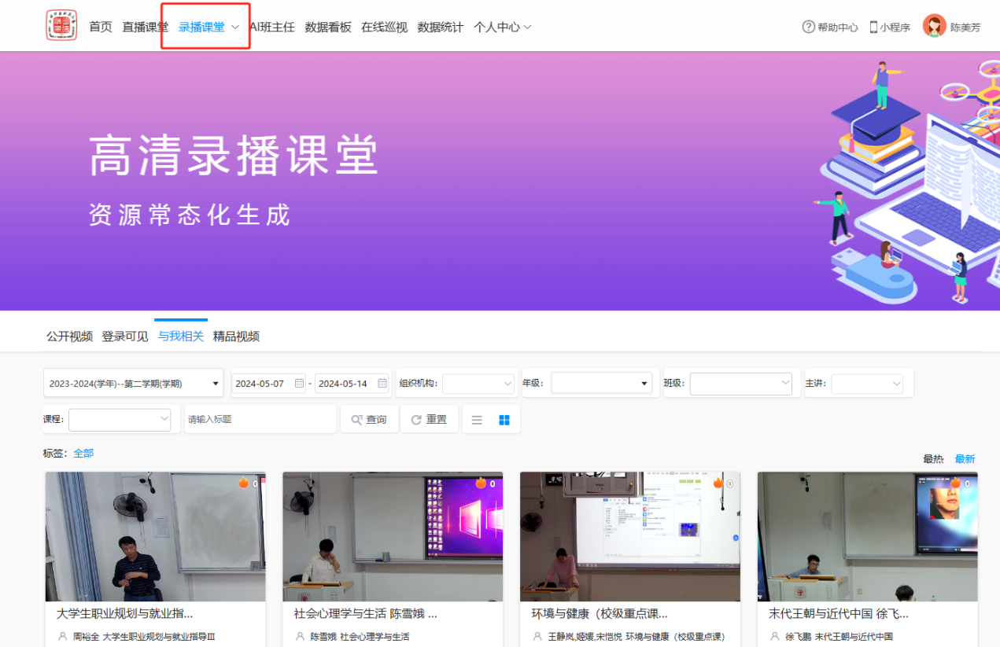 首页 直播课堂 录播课堂 AI班主任 数据看板 在线巡视 数据统计 个人中心 帮助中心 小程序 陈美芳
高清录播课堂
资源常态化生成
公开视频 登录可见 与我相关 精品视频
2023-2024(学年)--第二学期(学期) 2024-05-07 - 2024-05-14 组织机构: 年级: 班级: 主讲:
课程: 请输入标题 查询 重置
标签: 全部
最热 最新
0 0 0 0
大学生职业规划与就业指... 社会心理学与生活 陈雪娥 ... 环境与健康（校级重点课... 末代王朝与近代中国 徐飞...
周裕全 大学生职业规划与就业指导III 陈雪娥 社会心理学与生活 王静岚,姬媛,宋恺悦 环境与健康（校级重点课） 徐飞鹏 末代王朝与近代中国